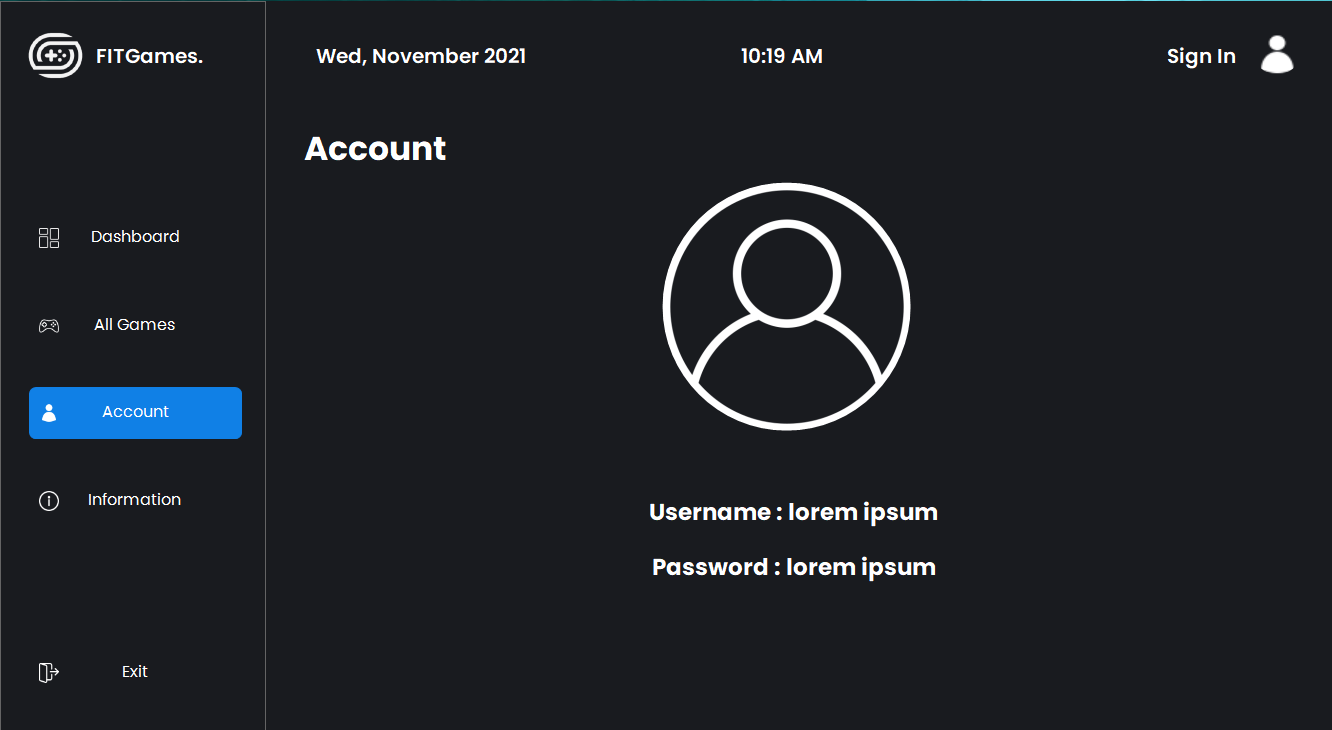 FITGames.
Wed, November 2021
10:19 AM
Sign In
Account
Dashboard
All Games
Account
Information
Exit
Username : lorem ipsum
Password : lorem ipsum